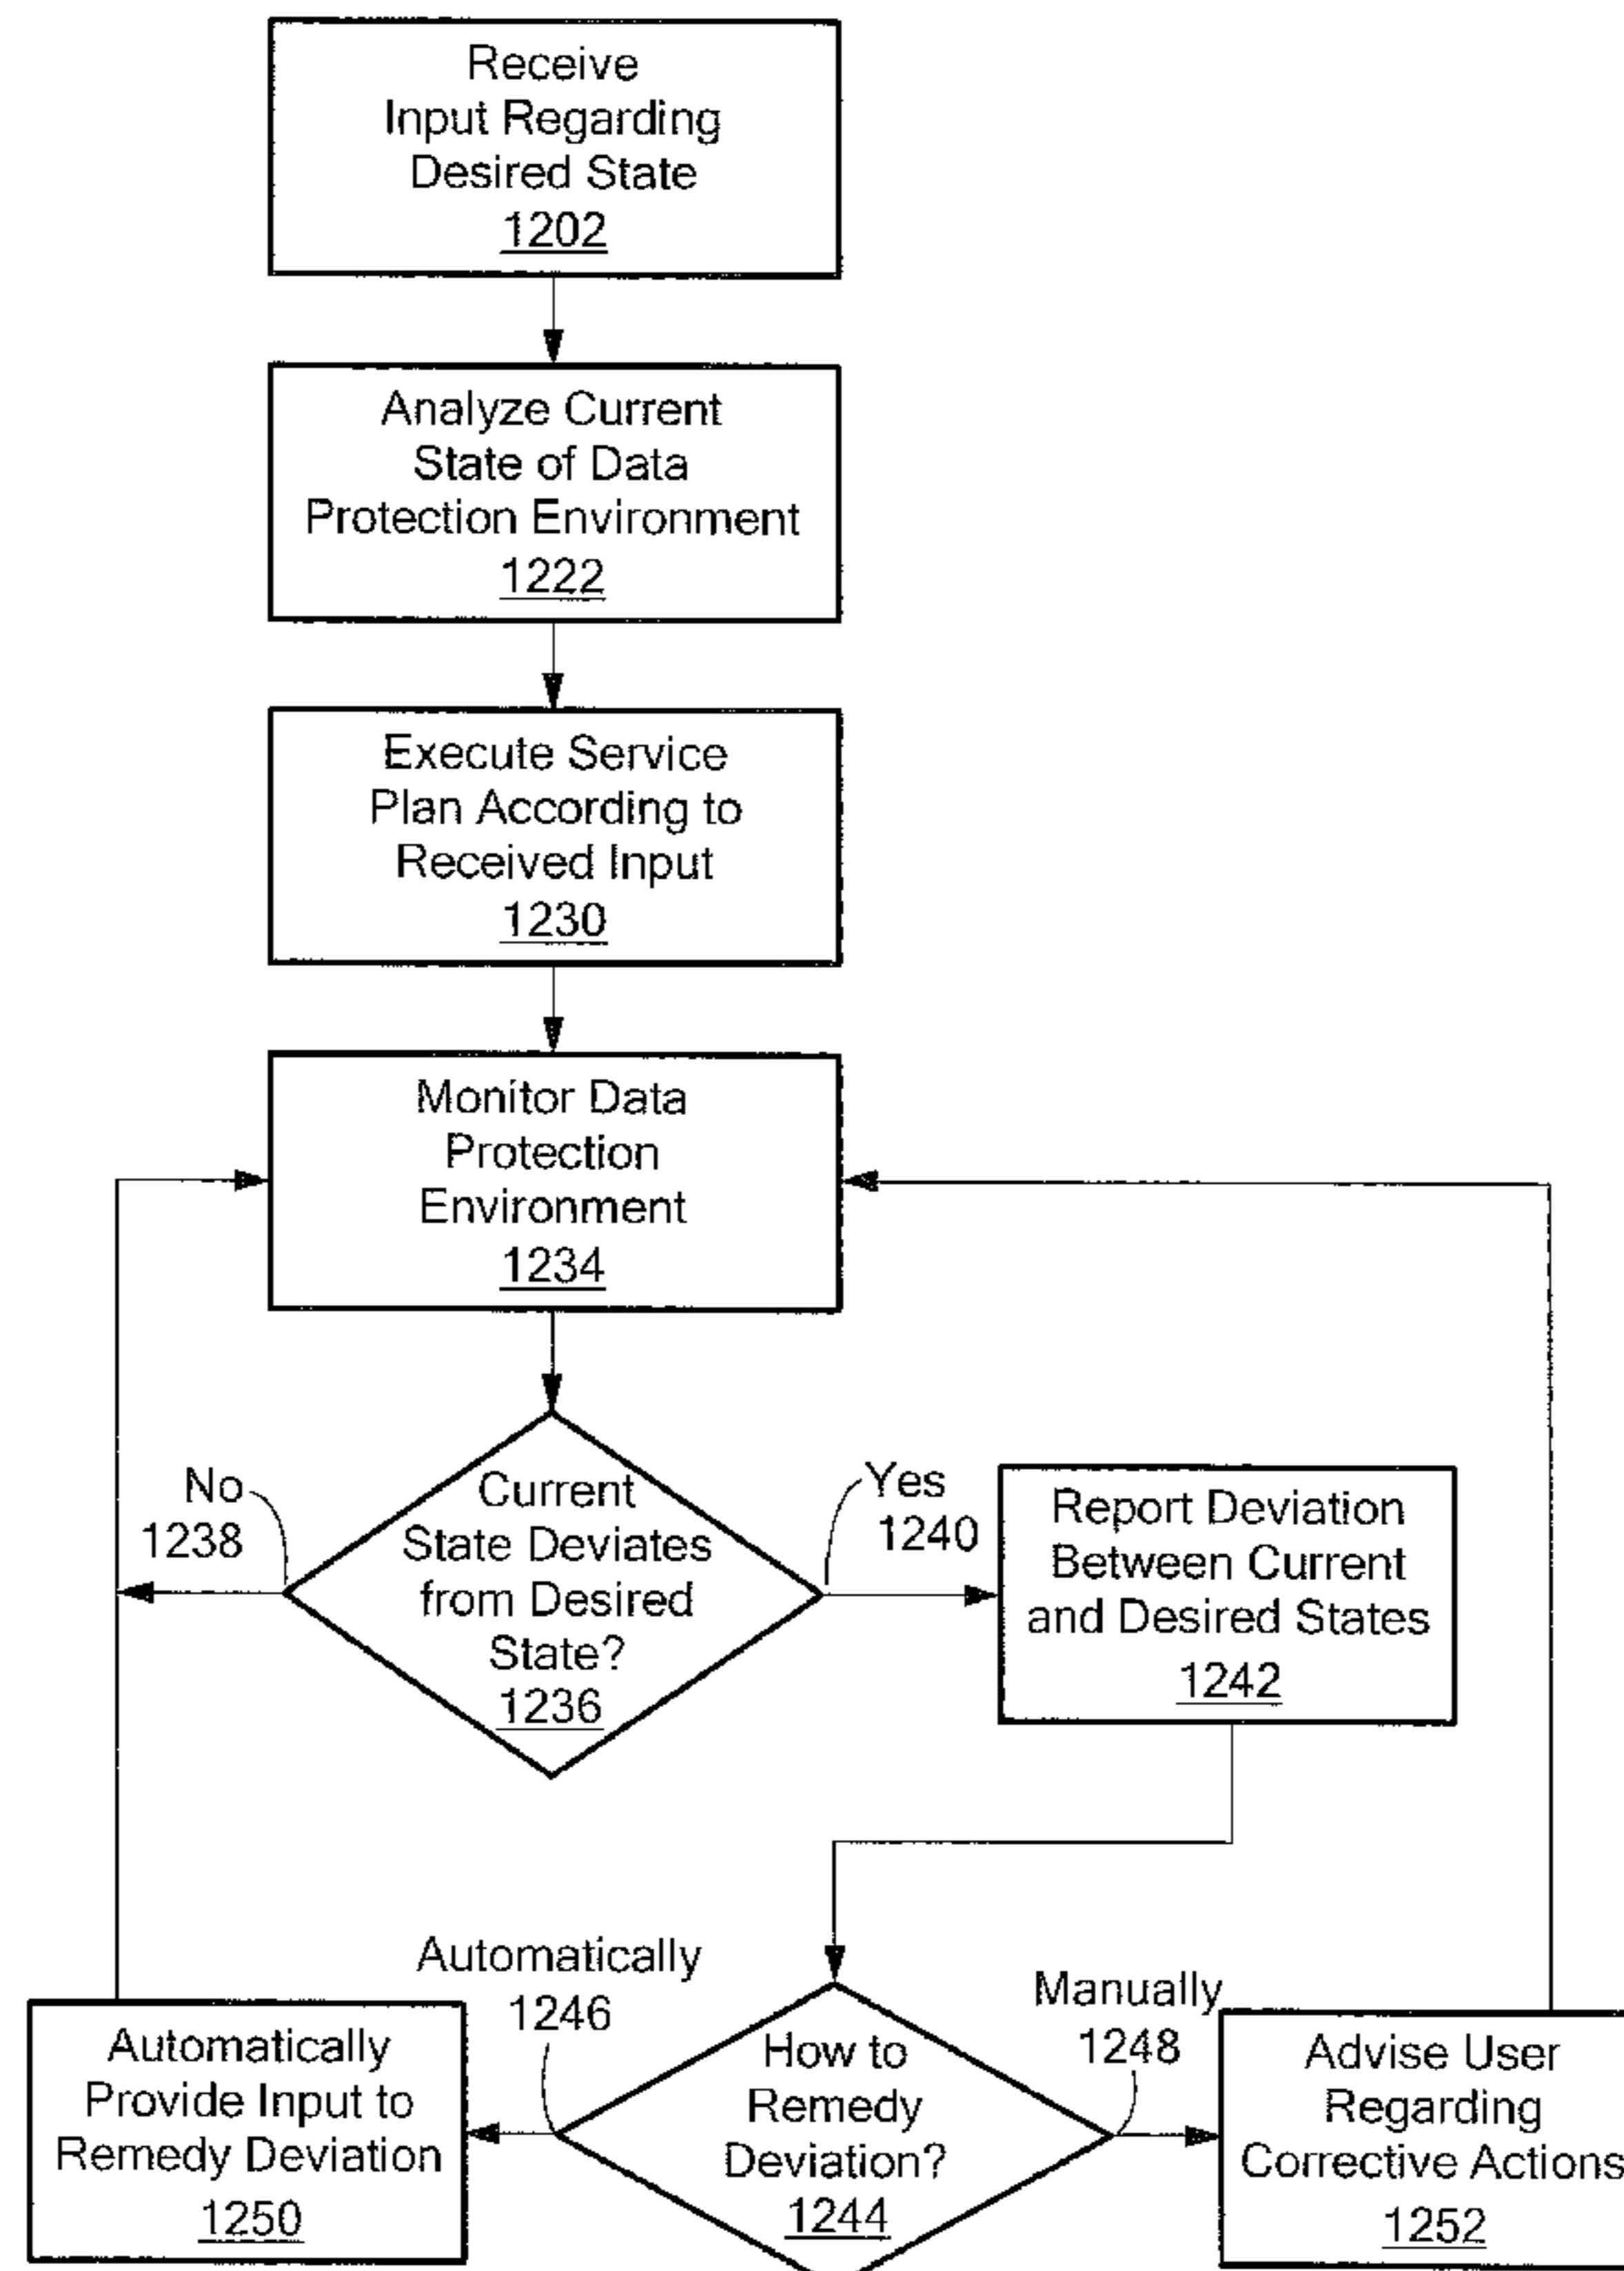 Receive
Input Regarding
Desired State
1202
Analyze Current
State of Data
Protection Environment
1222
Execute Service
Plan According to
Received Input
1230
Monitor Data
Protection
Environment
1234
No
1238
Current
State Deviates
from Desired
State?
1236
Yes
1240
Report Deviation
Between Current
and Desired States
1242
Automatically
1246
Manually
1248
Automatically
Provide Input to
Remedy Deviation
1250
How to
Remedy
Deviation?
1244
Advise User
Regarding
Corrective Actions
1252